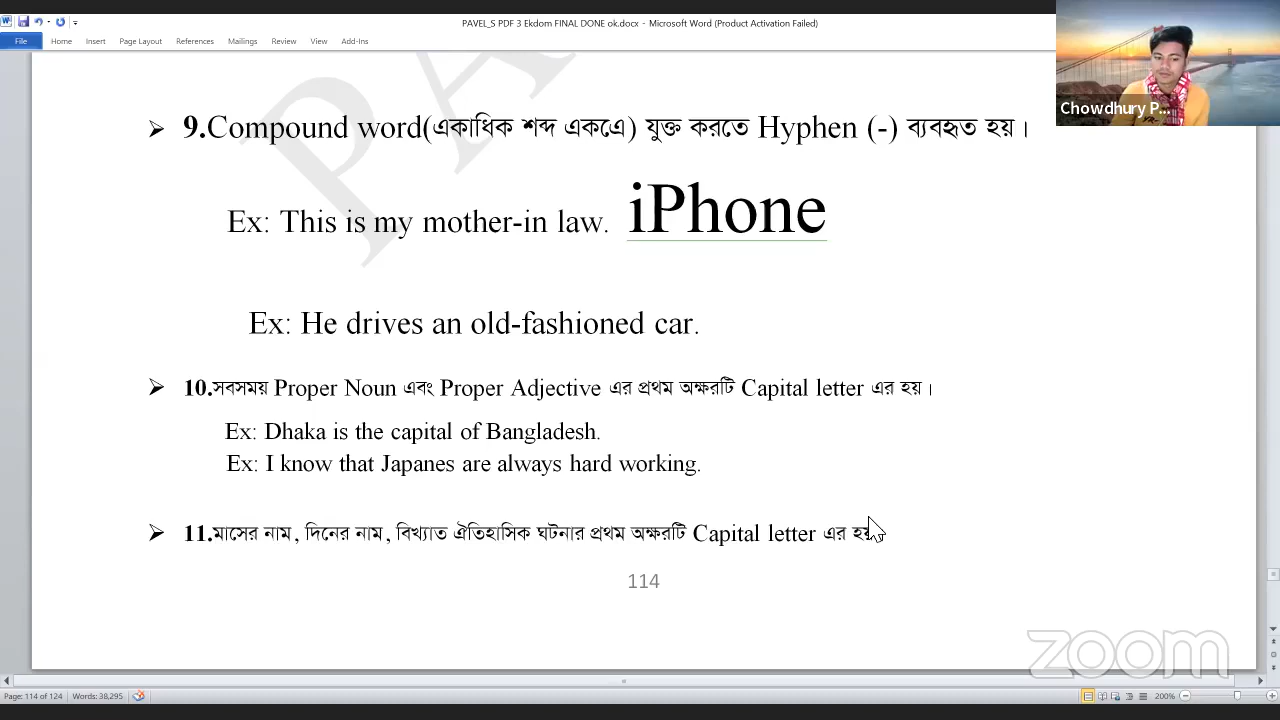 PAVEL_S PDF 3 Ekdom FINAL DONE ok.docx - Microsoft Word (Product Activation Failed)
File Home Insert Page Layout References Mailings Review View Add-Ins
Chowdhury P...
9.Compound word(একাধিক শব্দ একত্রে) যুক্ত করতে Hyphen (-) ব্যবহৃত হয়।
Ex: This is my mother-in law. iPhone
Ex: He drives an old-fashioned car.
10.সবসময় Proper Noun এবং Proper Adjective এর প্রথম অক্ষরটি Capital letter এর হয়।
Ex: Dhaka is the capital of Bangladesh.
Ex: I know that Japanes are always hard working.
11.মাসের নাম, দিনের নাম, বিখ্যাত ঐতিহাসিক ঘটনার প্রথম অক্ষরটি Capital letter এর হয়
114
zoom
Page: 114 of 124 Words: 38,295 200%